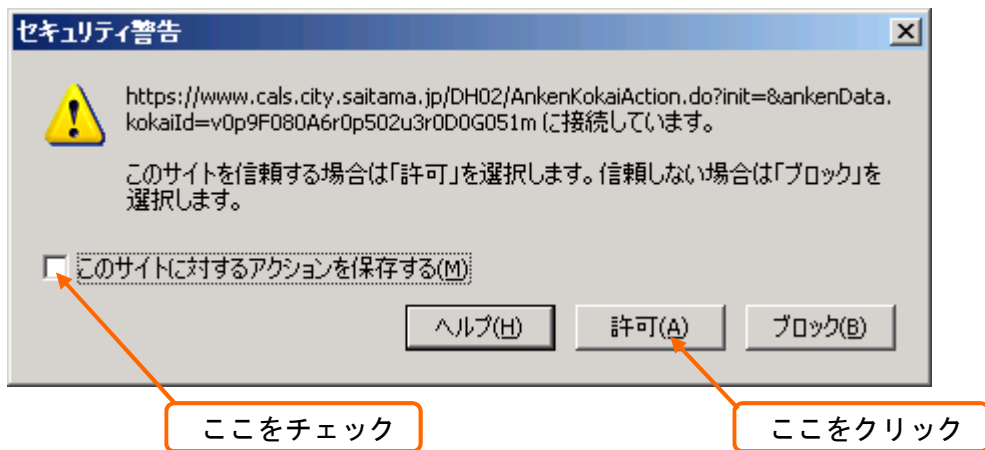 セキュリティ警告
https://www.cals.city.saitama.jp/DH02/AnkenKokaiAction.do?init=&ankenData.
kokaiId=v0p9F080A6r0p502u3r0D0G051m に接続しています。
このサイトを信頼する場合は「許可」を選択します。信頼しない場合は「ブロック」を
選択します。
このサイトに対するアクションを保存する(M)
ヘルプ(H) 許可(A) ブロック(B)
ここをチェック ここをクリック